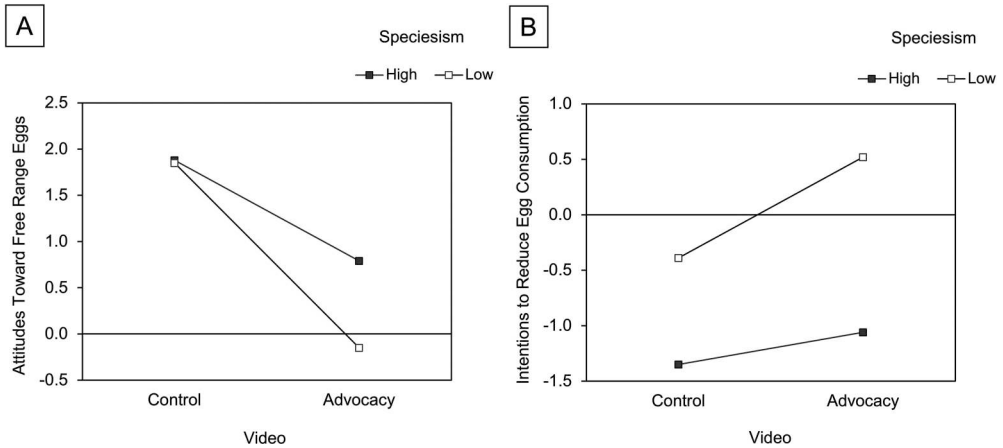 A
Speciesism
High Low
Attitudes Toward Free Range Eggs
2.5
2.0
1.5
1.0
0.5
0.0
-0.5
Control Advocacy
Video
B
Speciesism
High Low
Intentions to Reduce Egg Consumption
1.0
0.5
0.0
-0.5
-1.0
-1.5
Control Advocacy
Video